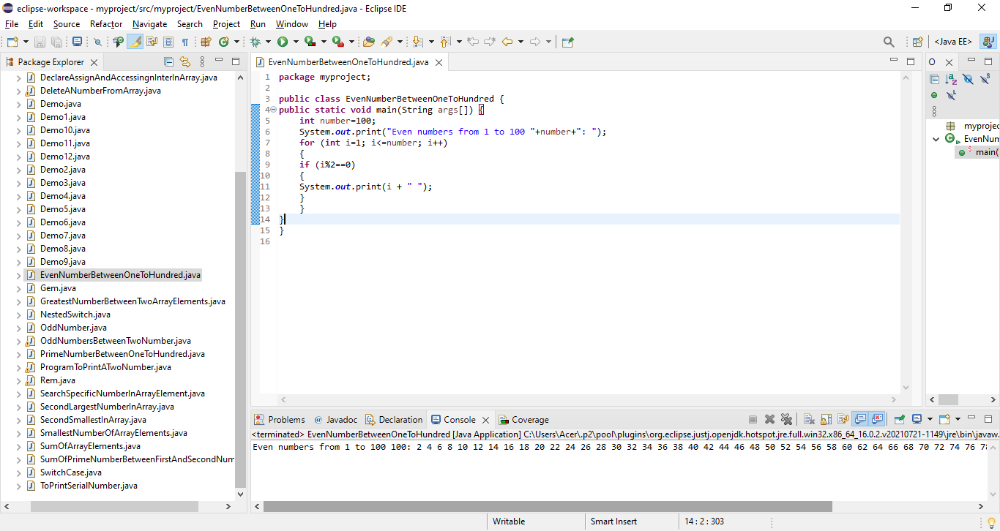 eclipse-workspace - myproject/src/myproject/EvenNumberBetweenOneToHundred.java - Eclipse IDE
File Edit Source Refactor Navigate Search Project Run Window Help
<Java EE>
Package Explorer
DeclareAssignAndAccessingnInterInArray.java
DeleteANumberFromArray.java
Demo.java
Demo1.java
Demo10.java
Demo11.java
Demo12.java
Demo2.java
Demo3.java
Demo4.java
Demo5.java
Demo6.java
Demo7.java
Demo8.java
Demo9.java
EvenNumberBetweenOneToHundred.java
Gem.java
GreatestNumberBetweenTwoArrayElements.java
NestedSwitch.java
OddNumber.java
OddNumbersBetweenTwoNumber.java
PrimeNumberBetweenOneToHundred.java
ProgramToPrintATwoNumber.java
Rem.java
SearchSpecificNumberInArrayElement.java
SecondLargestNumberInArray.java
SecondSmallestInArray.java
SmallestNumberOfArrayElements.java
SumOfArrayElements.java
SumOfPrimeNumberBetweenFirstAndSecondNum
SwitchCase.java
ToPrintSerialNumber.java
EvenNumberBetweenOneToHundred.java
1 package myproject;
2
3 public class EvenNumberBetweenOneToHundred {
4 public static void main(String args[]) {
5 int number=100;
6 System.out.print("Even numbers from 1 to 100 "+number+": ");
7 for (int i=1; i<=number; i++)
8 {
9 if (i%2==0)
10 {
11 System.out.print(i + " ");
12 }
13 }
14 }
15 }
16
O
myprojec
EvenNum
main(
Problems @ Javadoc Declaration Console Coverage
<terminated> EvenNumberBetweenOneToHundred [Java Application] C:\Users\Acer\.p2\pool\plugins\org.eclipse.justj.openjdk.hotspot.jre.full.win32.x86_64_16.0.2.v20210721-1149\jre\bin\javaw.
Even numbers from 1 to 100 100: 2 4 6 8 10 12 14 16 18 20 22 24 26 28 30 32 34 36 38 40 42 44 46 48 50 52 54 56 58 60 62 64 66 68 70 72 74 76
Writable Smart Insert 14 : 2 : 303